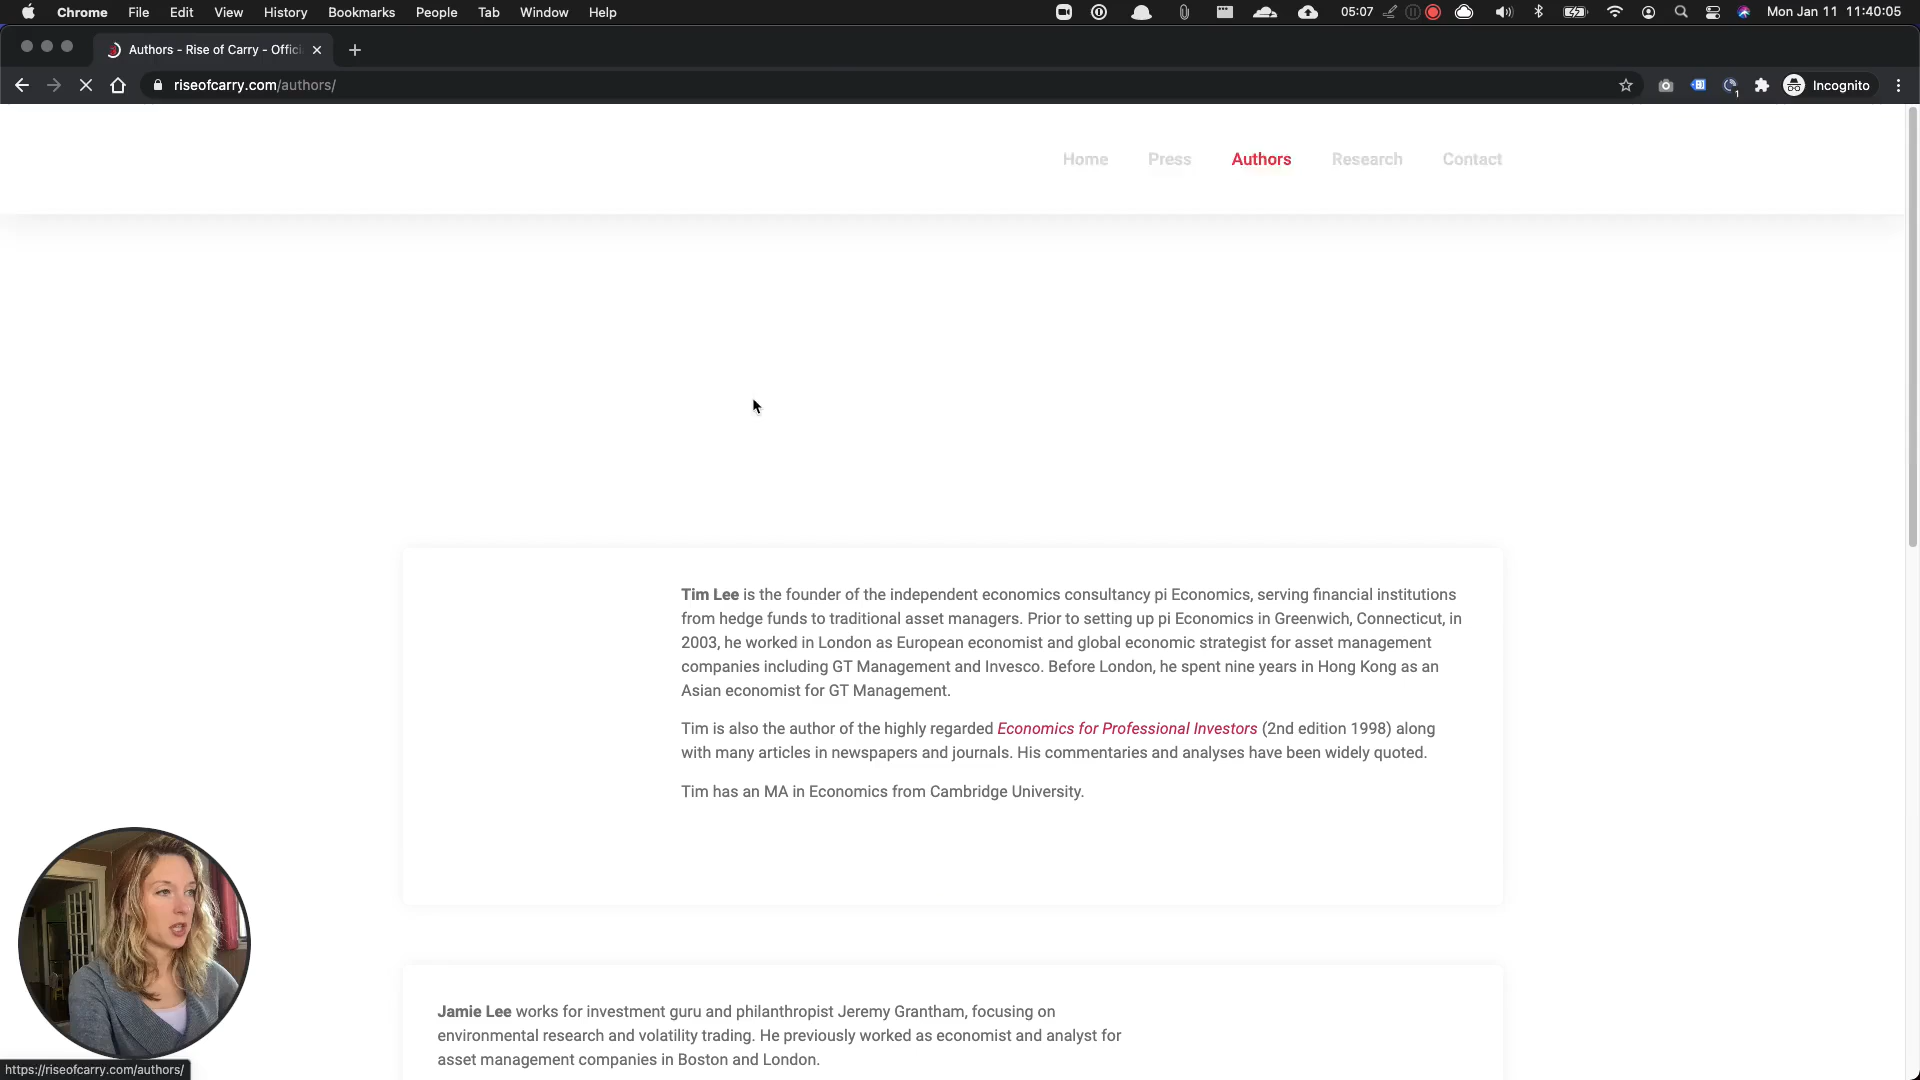 Chrome File Edit View History Bookmarks People Tab Window Help 05:07 Mon Jan 11 11:40:05
Authors - Rise of Carry - Offici
riseofcarry.com/authors/ 1 Incognito
Home Press Authors Research Contact
Tim Lee is the founder of the independent economics consultancy pi Economics, serving financial institutions
from hedge funds to traditional asset managers. Prior to setting up pi Economics in Greenwich, Connecticut, in
2003, he worked in London as European economist and global economic strategist for asset management
companies including GT Management and Invesco. Before London, he spent nine years in Hong Kong as an
Asian economist for GT Management.
Tim is also the author of the highly regarded Economics for Professional Investors (2nd edition 1998) along
with many articles in newspapers and journals. His commentaries and analyses have been widely quoted.
Tim has an MA in Economics from Cambridge University.
Jamie Lee works for investment guru and philanthropist Jeremy Grantham, focusing on
environmental research and volatility trading. He previously worked as economist and analyst for
asset management companies in Boston and London.
https://riseofcarry.com/authors/